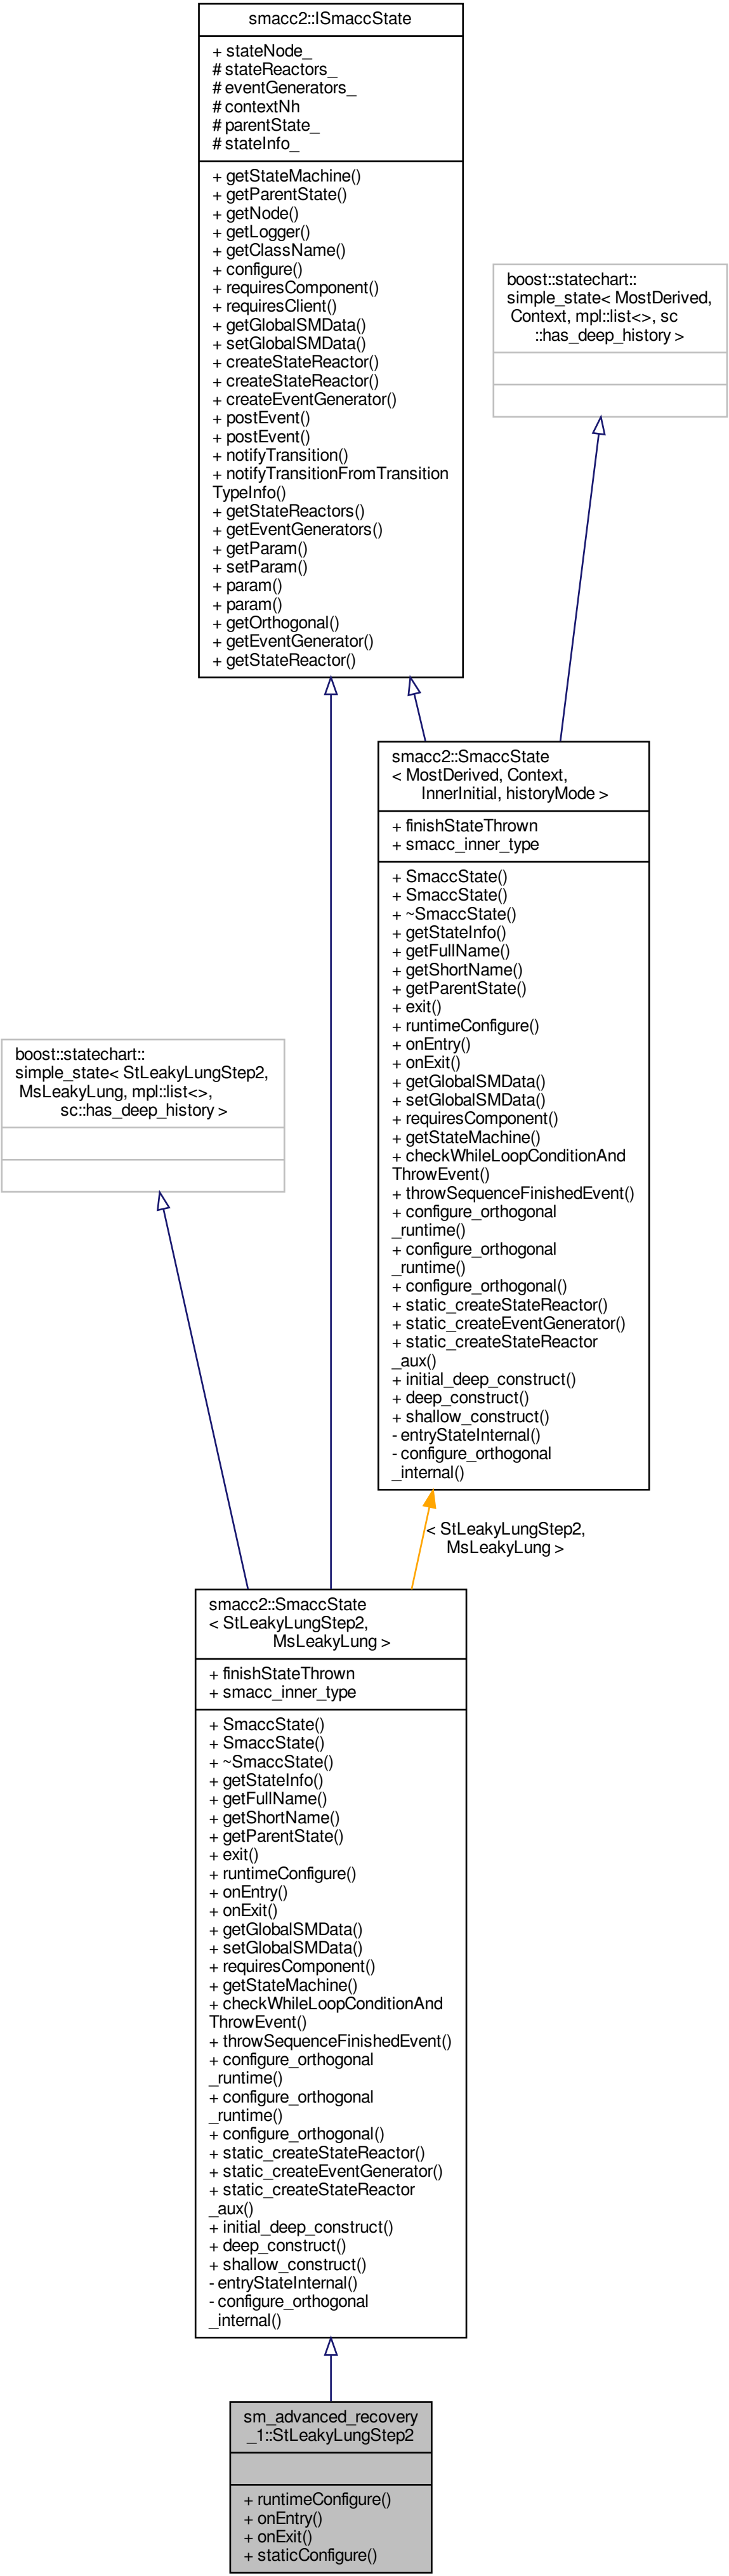 smacc2::ISmaccState
+ stateNode_
# stateReactors_
# eventGenerators_
# contextNh
# parentState_
# stateInfo_
+ getStateMachine()
+ getParentState()
+ getNode()
+ getLogger()
+ getClassName()
+ configure()
+ requiresComponent()
+ requiresClient()
+ getGlobalSMData()
+ setGlobalSMData()
+ createStateReactor()
+ createStateReactor()
+ createEventGenerator()
+ postEvent()
+ postEvent()
+ notifyTransition()
+ notifyTransitionFromTransition
TypeInfo()
+ getStateReactors()
+ getEventGenerators()
+ getParam()
+ setParam()
+ param()
+ param()
+ getOrthogonal()
+ getEventGenerator()
+ getStateReactor()
boost::statechart::
simple_state< MostDerived,
Context, mpl::list<>, sc
::has_deep_history >
smacc2::SmaccState
< MostDerived, Context,
InnerInitial, historyMode >
+ finishStateThrown
+ smacc_inner_type
+ SmaccState()
+ SmaccState()
+ ~SmaccState()
+ getStateInfo()
+ getFullName()
+ getShortName()
+ getParentState()
+ exit()
+ runtimeConfigure()
+ onEntry()
+ onExit()
+ getGlobalSMData()
+ setGlobalSMData()
+ requiresComponent()
+ getStateMachine()
+ checkWhileLoopConditionAnd
ThrowEvent()
+ throwSequenceFinishedEvent()
+ configure_orthogonal
_runtime()
+ configure_orthogonal
_runtime()
+ configure_orthogonal()
+ static_createStateReactor()
+ static_createEventGenerator()
+ static_createStateReactor
_aux()
+ initial_deep_construct()
+ deep_construct()
+ shallow_construct()
- entryStateInternal()
- configure_orthogonal
_internal()
boost::statechart::
simple_state< StLeakyLungStep2,
MsLeakyLung, mpl::list<>,
sc::has_deep_history >
< StLeakyLungStep2,
MsLeakyLung >
smacc2::SmaccState
< StLeakyLungStep2,
MsLeakyLung >
+ finishStateThrown
+ smacc_inner_type
+ SmaccState()
+ SmaccState()
+ ~SmaccState()
+ getStateInfo()
+ getFullName()
+ getShortName()
+ getParentState()
+ exit()
+ runtimeConfigure()
+ onEntry()
+ onExit()
+ getGlobalSMData()
+ setGlobalSMData()
+ requiresComponent()
+ getStateMachine()
+ checkWhileLoopConditionAnd
ThrowEvent()
+ throwSequenceFinishedEvent()
+ configure_orthogonal
_runtime()
+ configure_orthogonal
_runtime()
+ configure_orthogonal()
+ static_createStateReactor()
+ static_createEventGenerator()
+ static_createStateReactor
_aux()
+ initial_deep_construct()
+ deep_construct()
+ shallow_construct()
- entryStateInternal()
- configure_orthogonal
_internal()
sm_advanced_recovery
_1::StLeakyLungStep2
+ runtimeConfigure()
+ onEntry()
+ onExit()
+ staticConfigure()